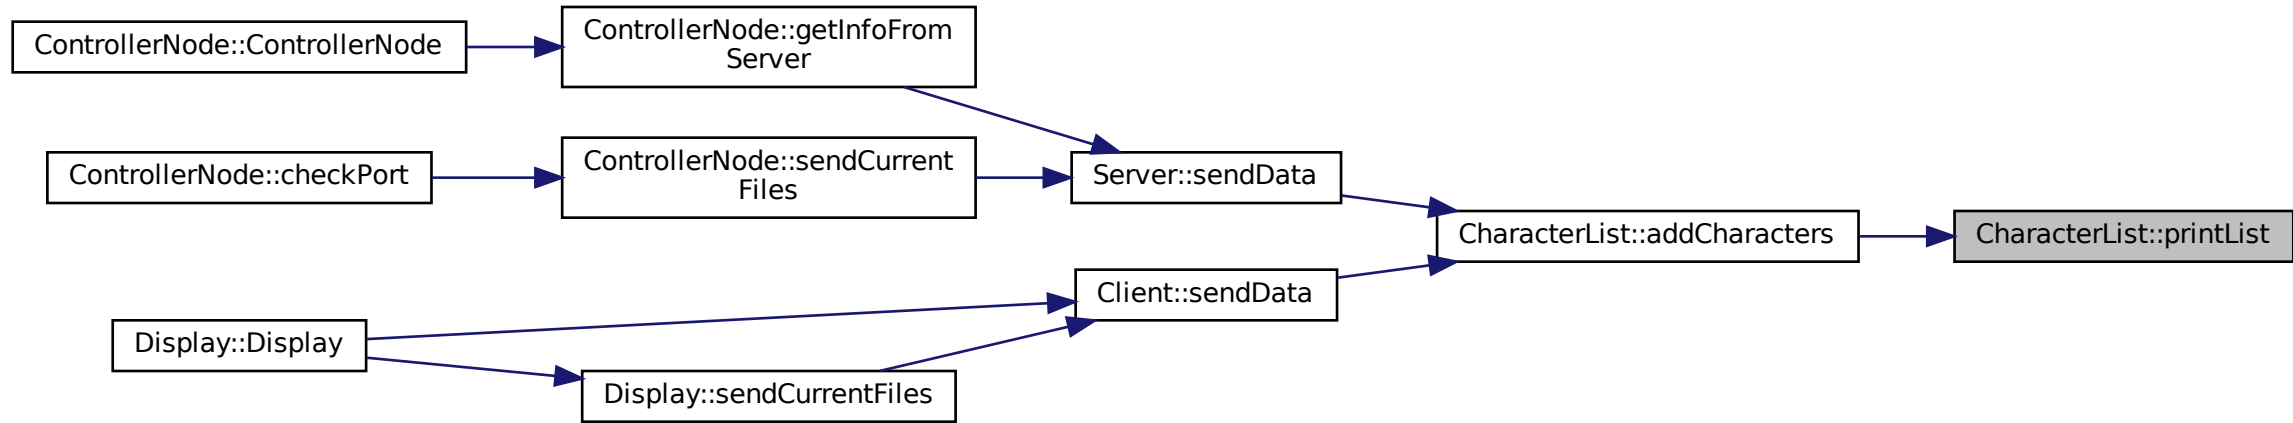 ControllerNode::ControllerNode
ControllerNode::getInfoFrom
Server
ControllerNode::checkPort
ControllerNode::sendCurrent
Files
Server::sendData
CharacterList::addCharacters
CharacterList::printList
Client::sendData
Display::Display
Display::sendCurrentFiles